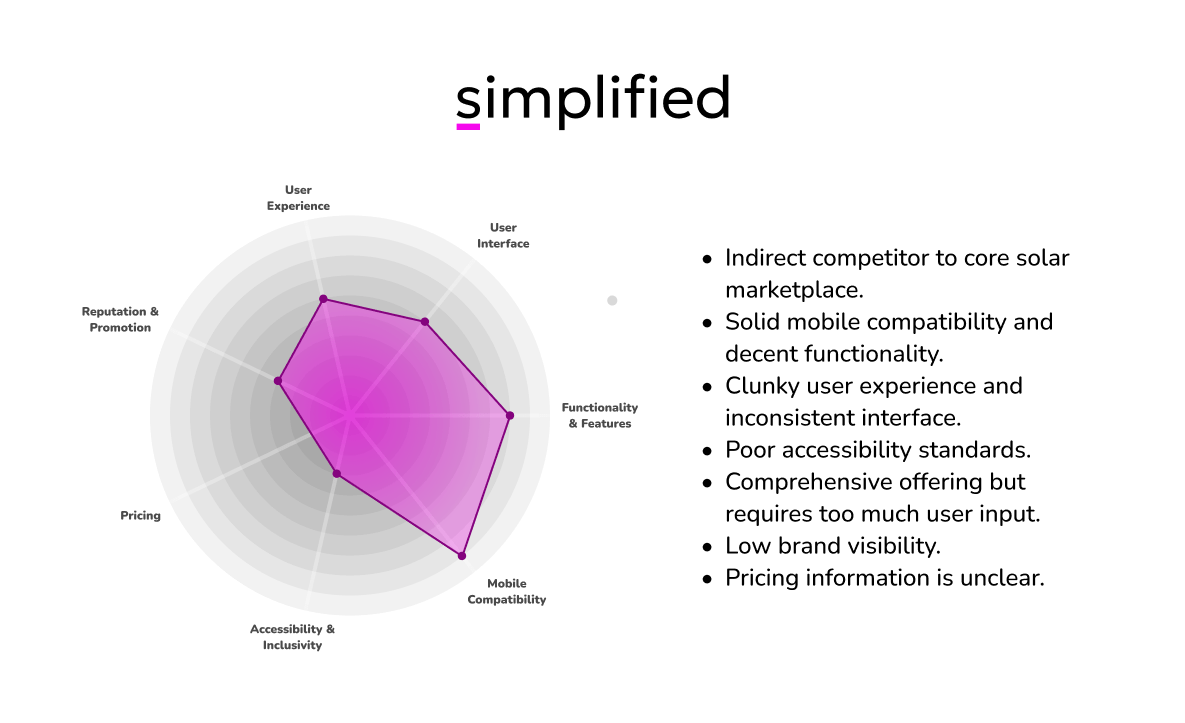 simplified
User
Experience
User
Interface
Reputation &
Promotion
Functionality
& Features
Pricing
Mobile
Compatibility
Accessibility &
Inclusivity
• Indirect competitor to core solar
marketplace.
• Solid mobile compatibility and
decent functionality.
• Clunky user experience and
inconsistent interface.
• Poor accessibility standards.
• Comprehensive offering but
requires too much user input.
• Low brand visibility.
• Pricing information is unclear.